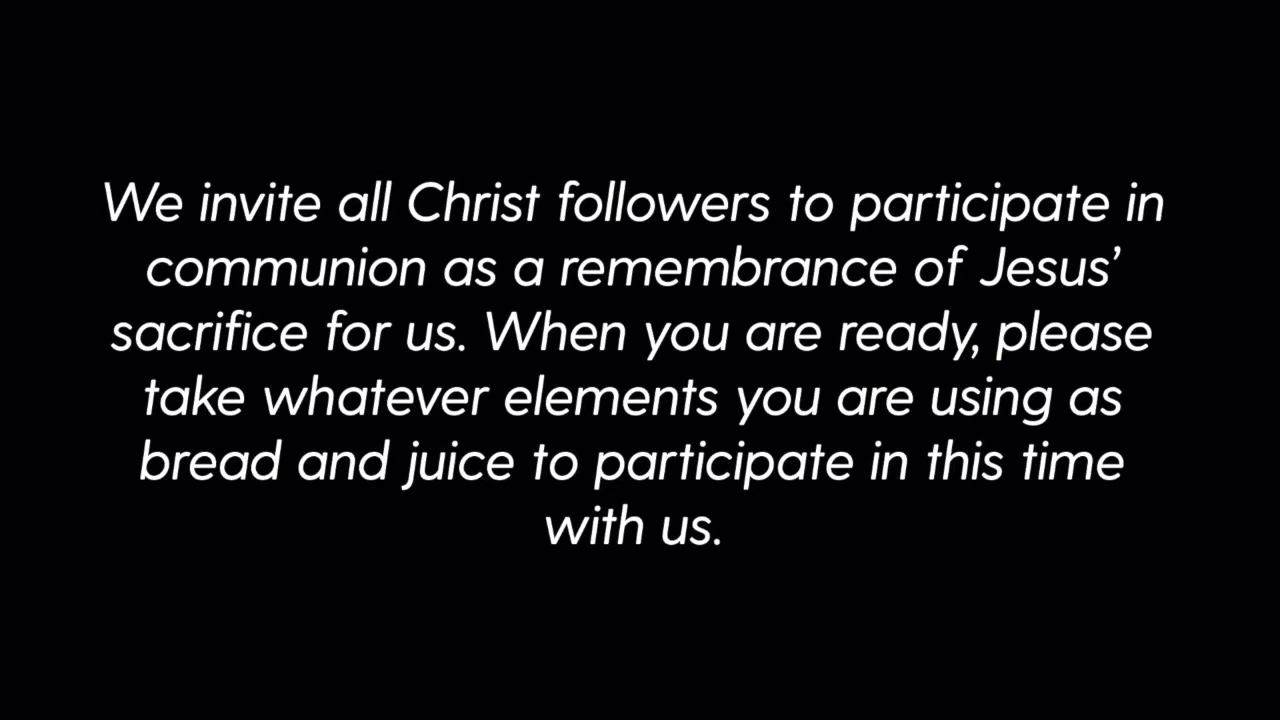 We invite all Christ followers to participate in
communion as a remembrance of Jesus’
sacrifice for us. When you are ready, please
take whatever elements you are using as
bread and juice to participate in this time
with us.